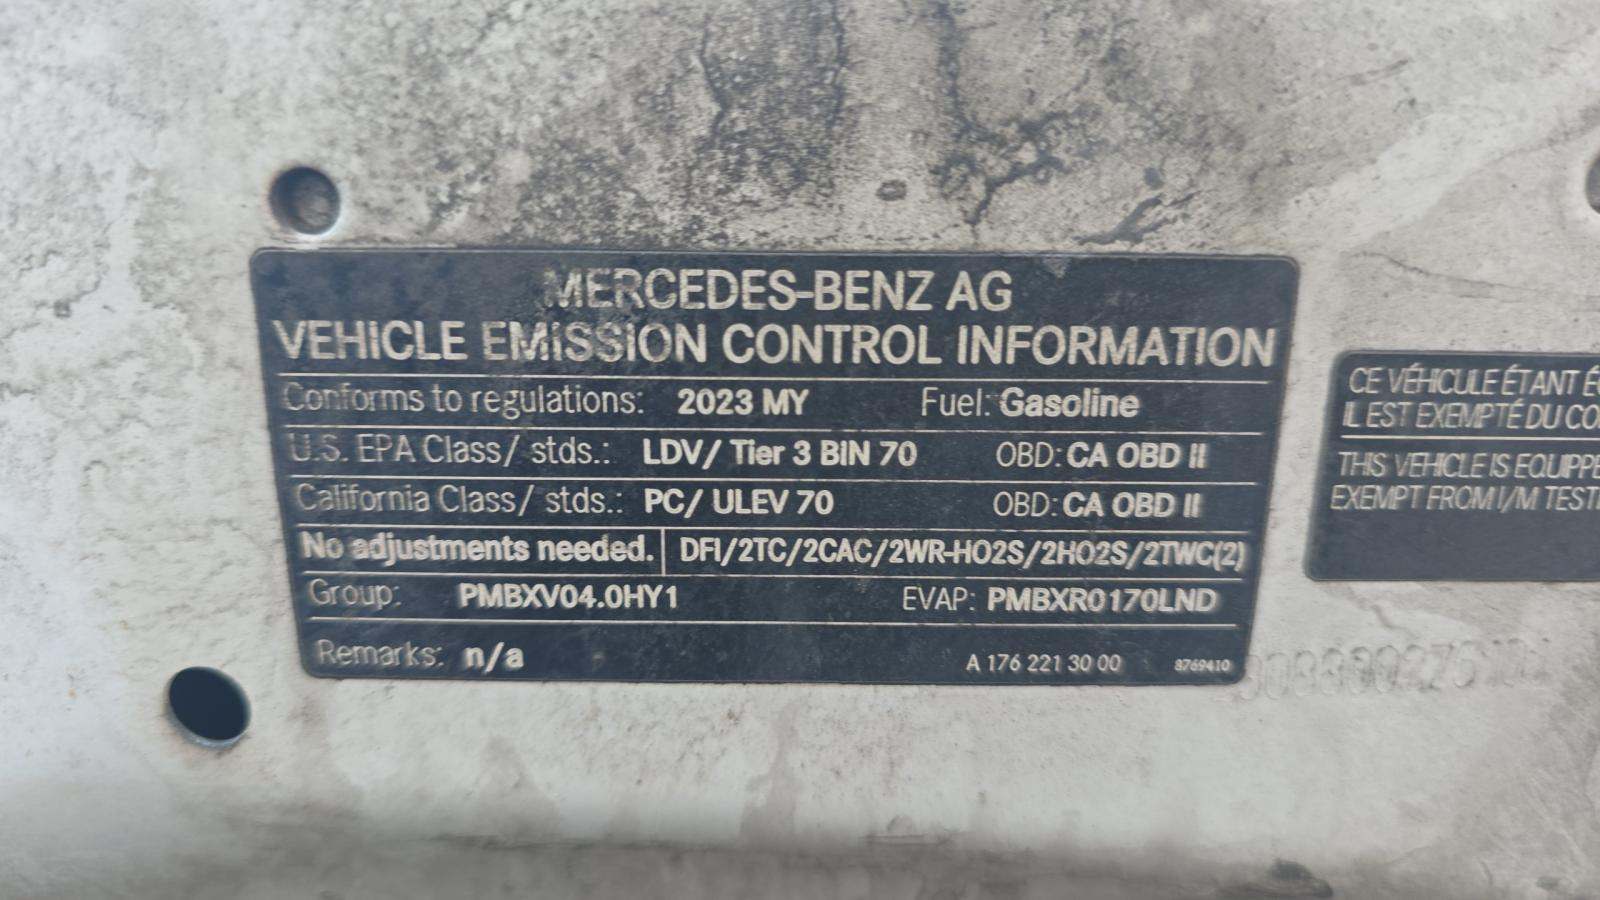 MERCEDES-BENZ AG
VEHICLE EMISSION CONTROL INFORMATION
Conforms to regulations: 2023 MY Fuel: Gasoline
U.S. EPA Class/ stds.: LDV/ Tier 3 BIN 70 OBD: CA OBD II
California Class/ stds.: PC/ ULEV 70 OBD: CA OBD II
No adjustments needed. DFI/2TC/2CAC/2WR-HO2S/2HO2S/2TWC(2)
Group: PMBXV04.0HY1 EVAP: PMBXR0170LND
Remarks: n/a A 176 221 30 00 8769410
CE VÉHICULE ÉTANT
IL EST EXEMPTÉ DU
THIS VEHICLE IS
EXEMPT FROM I/M